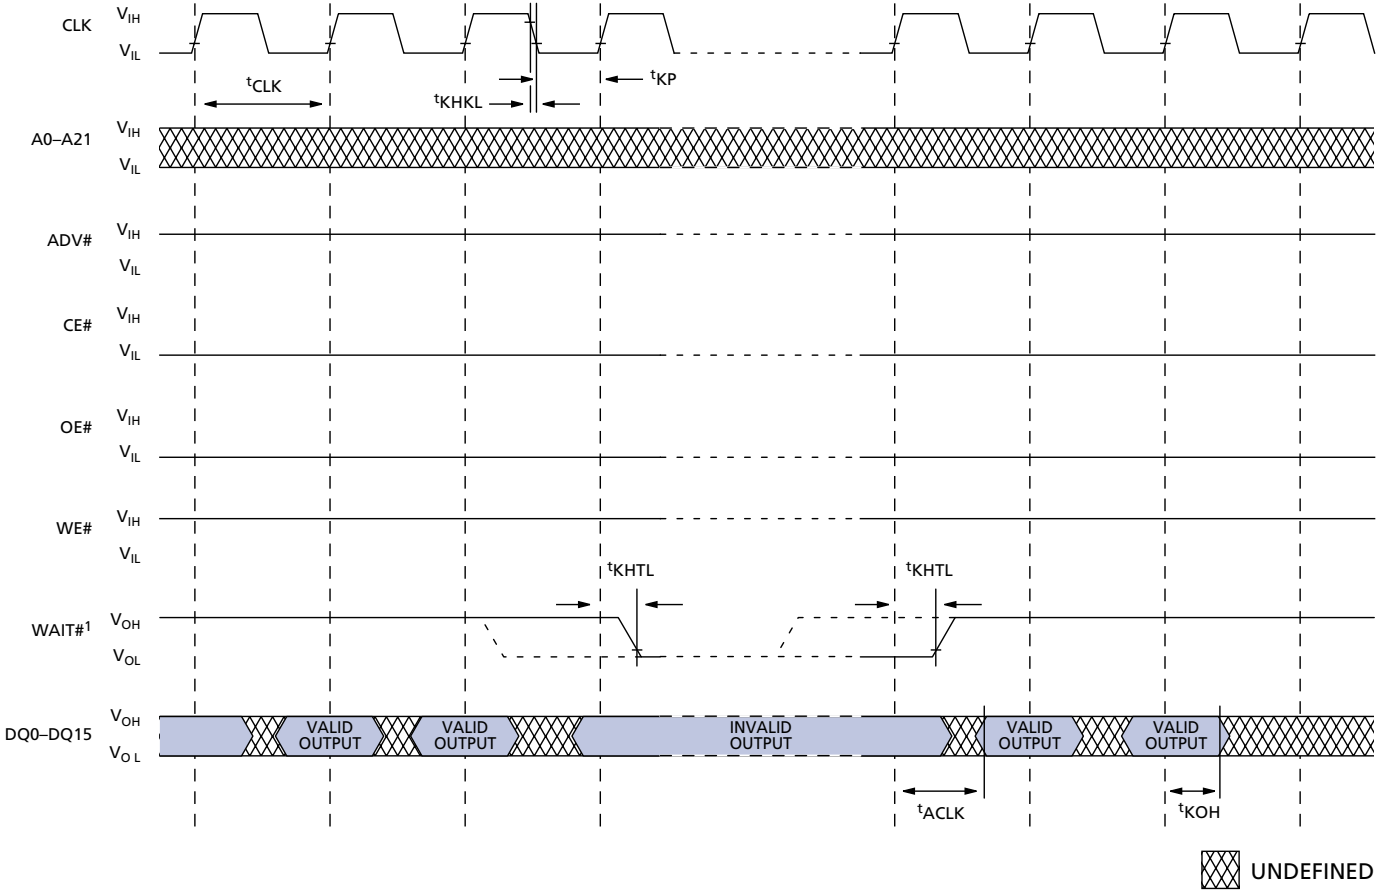 CLK VIH
VIL
tCLK tKHKL tKP
A0–A21 VIH
VIL
ADV# VIH
VIL
CE# VIH
VIL
OE# VIH
VIL
WE# VIH
VIL
tKHTL tKHTL
WAIT#1 VOH
VOL
DQ0–DQ15 VOH
VO L
VALID
OUTPUT
VALID
OUTPUT
INVALID
OUTPUT
VALID
OUTPUT
VALID
OUTPUT
tACLK tKOH
UNDEFINED